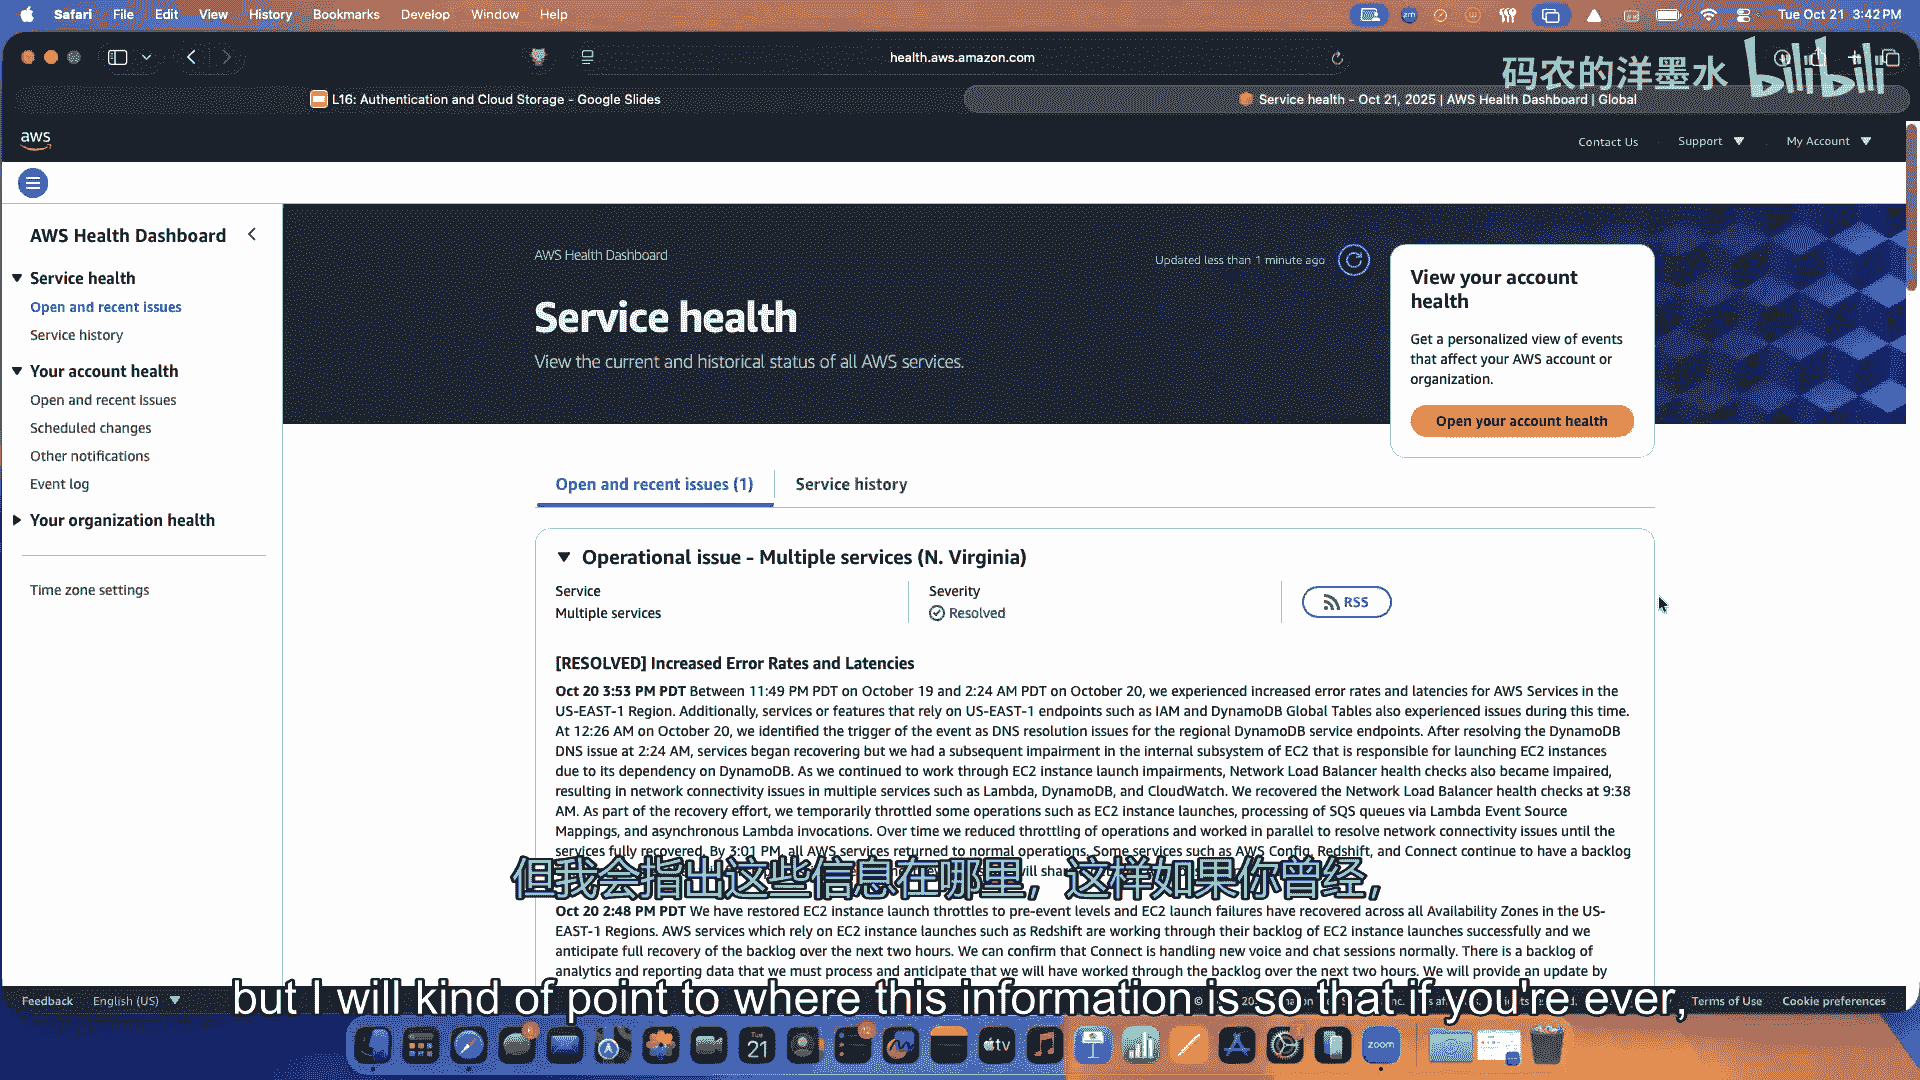 Safari File Edit View History Bookmarks Develop Window Help
zm
Tue Oct 21 3:42 PM
health.aws.amazon.com
码农的洋墨水 bilibili
L16: Authentication and Cloud Storage - Google Slides
Service health - Oct 21, 2025 | AWS Health Dashboard | Global
aws
Contact Us Support My Account
AWS Health Dashboard
Service health
Open and recent issues
Service history
Your account health
Open and recent issues
Scheduled changes
Other notifications
Event log
Your organization health
Time zone settings
AWS Health Dashboard
Updated less than 1 minute ago
Service health
View the current and historical status of all AWS services.
View your account
health
Get a personalized view of events
that affect your AWS account or
organization.
Open your account health
Open and recent issues (1)
Service history
Operational issue - Multiple services (N. Virginia)
Service
Multiple services
Severity
Resolved
RSS
[RESOLVED] Increased Error Rates and Latencies
Oct 20 3:53 PM PDT Between 11:49 PM PDT on October 19 and 2:24 AM PDT on October 20, we experienced increased error rates and latencies for AWS Services in the
US-EAST-1 Region. Additionally, services or features that rely on US-EAST-1 endpoints such as IAM and DynamoDB Global Tables also experienced issues during this time.
At 12:26 AM on October 20, we identified the trigger of the event as DNS resolution issues for the regional DynamoDB service endpoints. After resolving the DynamoDB
DNS issue at 2:24 AM, services began recovering but we had a subsequent impairment in the internal subsystem of EC2 that is responsible for launching EC2 instances
due to its dependency on DynamoDB. As we continued to work through EC2 instance launch impairments, Network Load Balancer health checks also became impaired,
resulting in network connectivity issues in multiple services such as Lambda, DynamoDB, and CloudWatch. We recovered the Network Load Balancer health checks at 9:38
AM. As part of the recovery effort, we temporarily throttled some operations such as EC2 instance launches, processing of SQS queues via Lambda Event Source
Mappings, and asynchronous Lambda invocations. Over time we reduced throttling of operations and worked in parallel to resolve network connectivity issues until the
services fully recovered. By 3:01 PM, all AWS services returned to normal operations. Some services such as AWS Config, Redshift, and Connect continue to have a backlog
但我会指出这些信息在哪里，这样如果你曾经，
Oct 20 2:48 PM PDT We have restored EC2 instance launch throttles to pre-event levels and EC2 launch failures have recovered across all Availability Zones in the US-
EAST-1 Regions. AWS services which rely on EC2 instance launches such as Redshift are working through their backlog of EC2 instance launches successfully and we
anticipate full recovery of the backlog over the next two hours. We can confirm that Connect is handling new voice and chat sessions normally. There is a backlog of
analytics and reporting data that we must process and anticipate that we will have worked through the backlog over the next two hours. We will provide an update by
Feedback English (US)
Terms of Use Cookie preferences
but I will kind of point to where this information is so that if you're ever,
Tue
21
tv
zoom